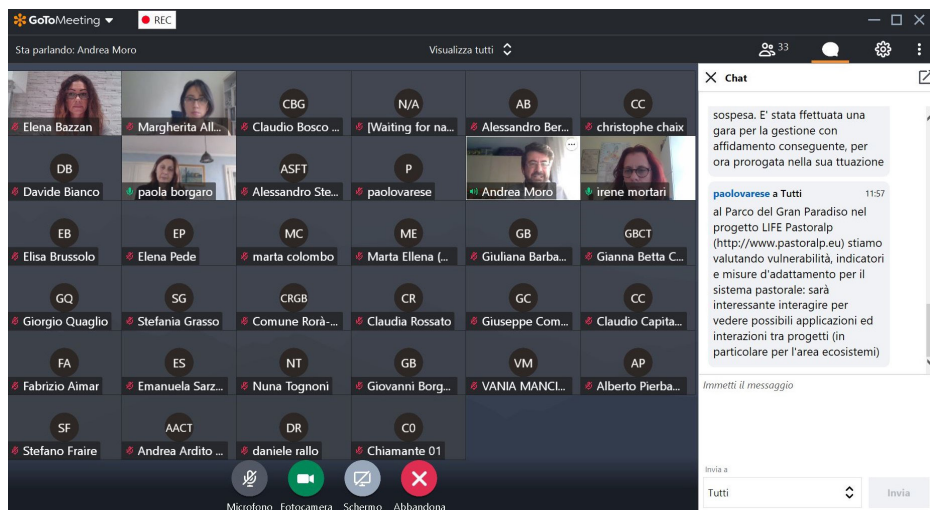 GoToMeeting
REC
Sta parlando: Andrea Moro
Visualizza tutti
33
Elena Bazzan
Margherita All...
CBG
Claudio Bosco ...
N/A
[Waiting for na...
AB
Alessandro Ber...
CC
christophe chaix
DB
Davide Bianco
paola borgaro
ASFT
Alessandro Ste...
P
paolovarese
Andrea Moro
irene mortari
EB
Elisa Brussolo
EP
Elena Pede
MC
marta colombo
ME
Marta Ellena (...
GB
Giuliana Barba...
GBCT
Gianna Betta C...
GQ
Giorgio Quaglio
SG
Stefania Grasso
CRGB
Comune Rorà-...
CR
Claudia Rossato
GC
Giuseppe Com...
CC
Claudio Capita...
FA
Fabrizio Aimar
ES
Emanuela Sarz...
NT
Nuna Tognoni
GB
Giovanni Borg...
VM
VANIA MANCI...
AP
Alberto Pierba...
SF
Stefano Fraire
AACT
Andrea Ardito ...
DR
daniele rallo
C0
Chiamante 01
Microfono
Fotocamera
Schermo
Abbandona
Chat
sospesa. E' stata ffettuata una
gara per la gestione con
affidamento conseguente, per
ora prorogata nella sua ttuazione
paolovarese a Tutti 11:57
al Parco del Gran Paradiso nel
progetto LIFE Pastoralp
(http://www.pastoralp.eu) stiamo
valutando vulnerabilità, indicatori
e misure d'adattamento per il
sistema pastorale: sarà
interessante interagire per
vedere possibili applicazioni ed
interazioni tra progetti (in
particolare per l'area ecosistemi)
Immetti il messaggio
Invia a
Tutti
Invia